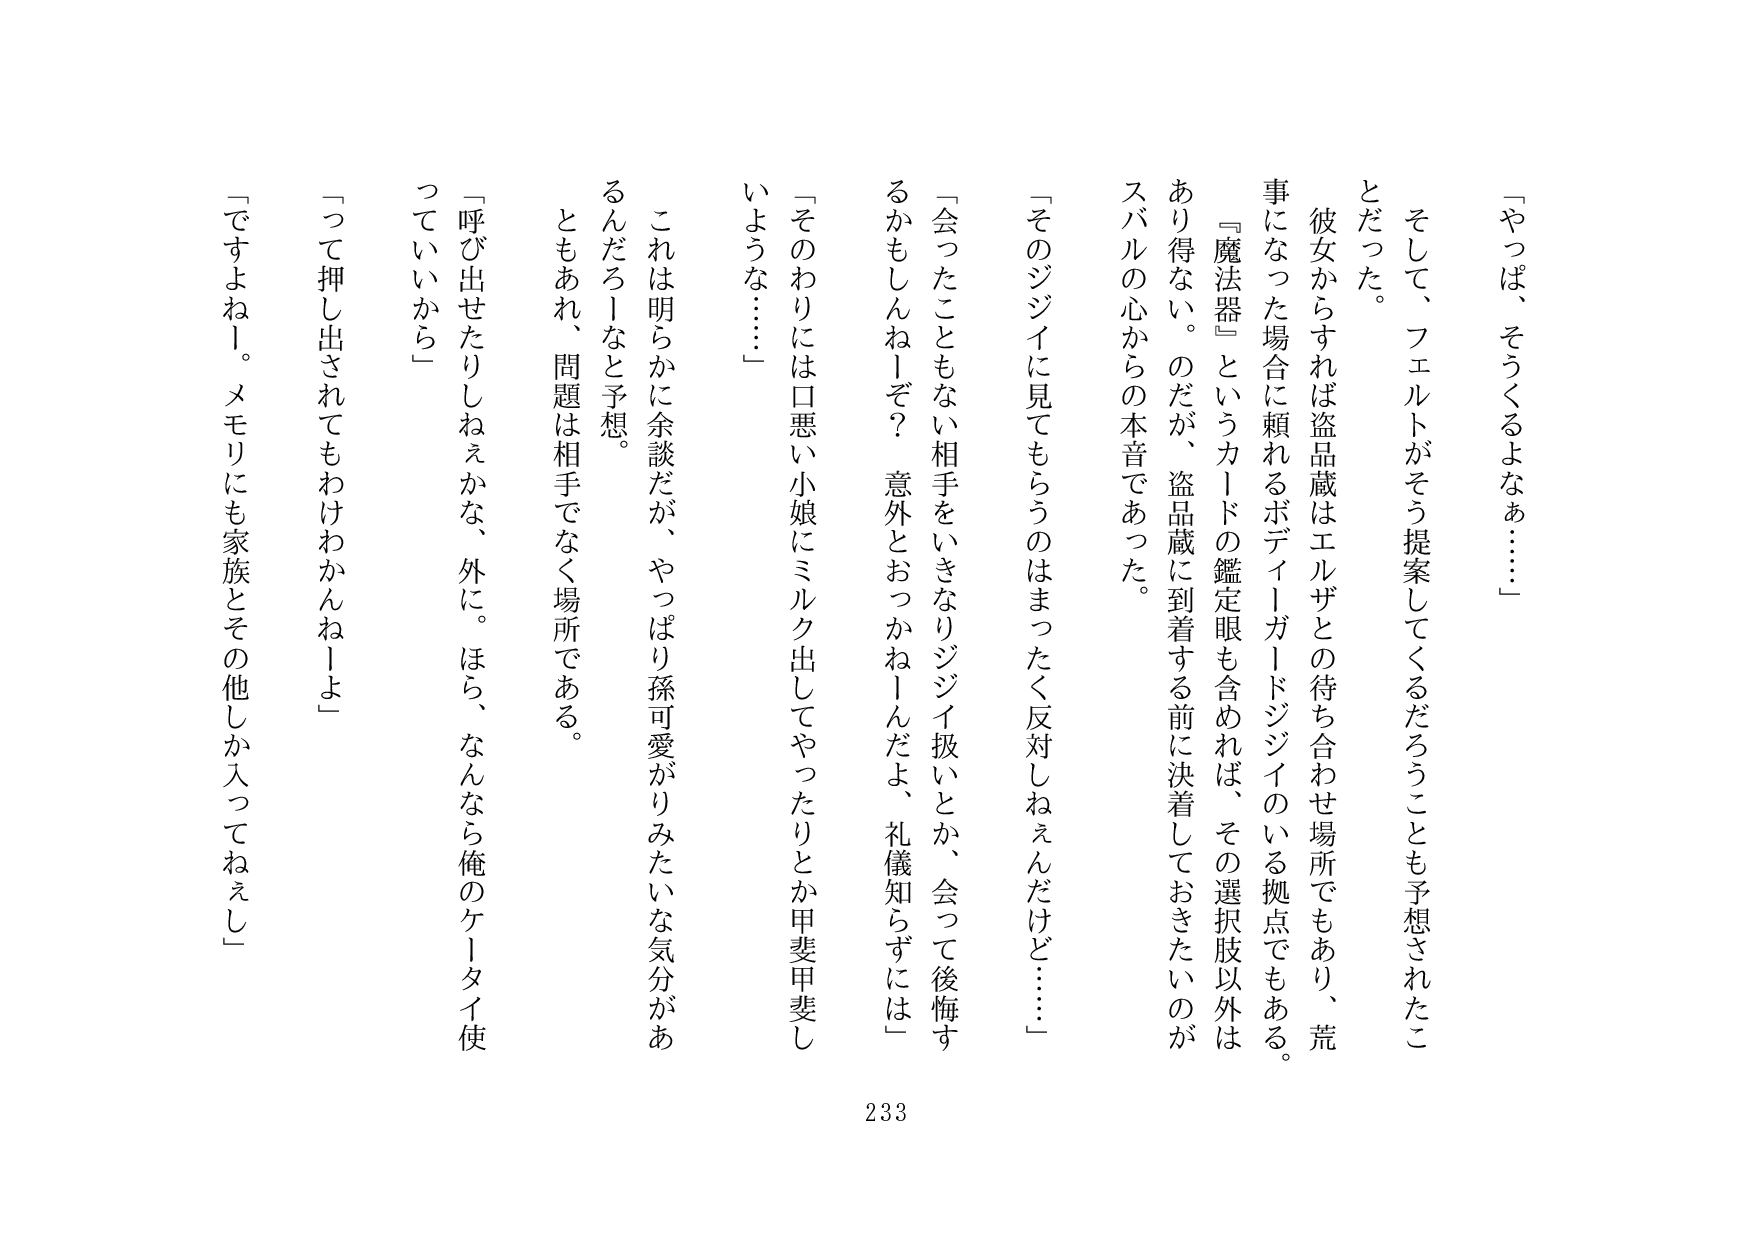 「やっぱ、そうくるよなぁ……」
そして、フェルトがそう提案してくるだろうことも予想されたこ
とだった。
彼女からすれば盗品蔵はエルザとの待ち合わせ場所でもあり、荒
事になった場合に頼れるボディーガードジジイのいる拠点でもある。
『魔法器』というカードの鑑定眼も含めれば、その選択肢以外は
あり得ない。のだが、盗品蔵に到着する前に決着しておきたいのが
スバルの心からの本音であった。
「そのジジイに見てもらうのはまったく反対しねぇんだけど……」
「会ったこともない相手をいきなりジジイ扱いとか、会って後悔す
るかもしんねーぞ？　意外とおっかねーんだよ、礼儀知らずには」
「そのわりには口悪い小娘にミルク出してやったりとか甲斐甲斐し
いような……」
これは明らかに余談だが、やっぱり孫可愛がりみたいな気分があ
るんだろーなと予想。
ともあれ、問題は相手でなく場所である。
「呼び出せたりしねぇかな、外に。ほら、なんなら俺のケータイ使
っていいから」
「って押し出されてもわけわかんねーよ」
「ですよねー。メモリにも家族とその他しか入ってねぇし」
233